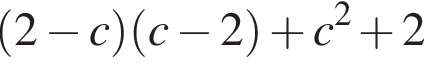 (2 − c)(c − 2) + c² + 2